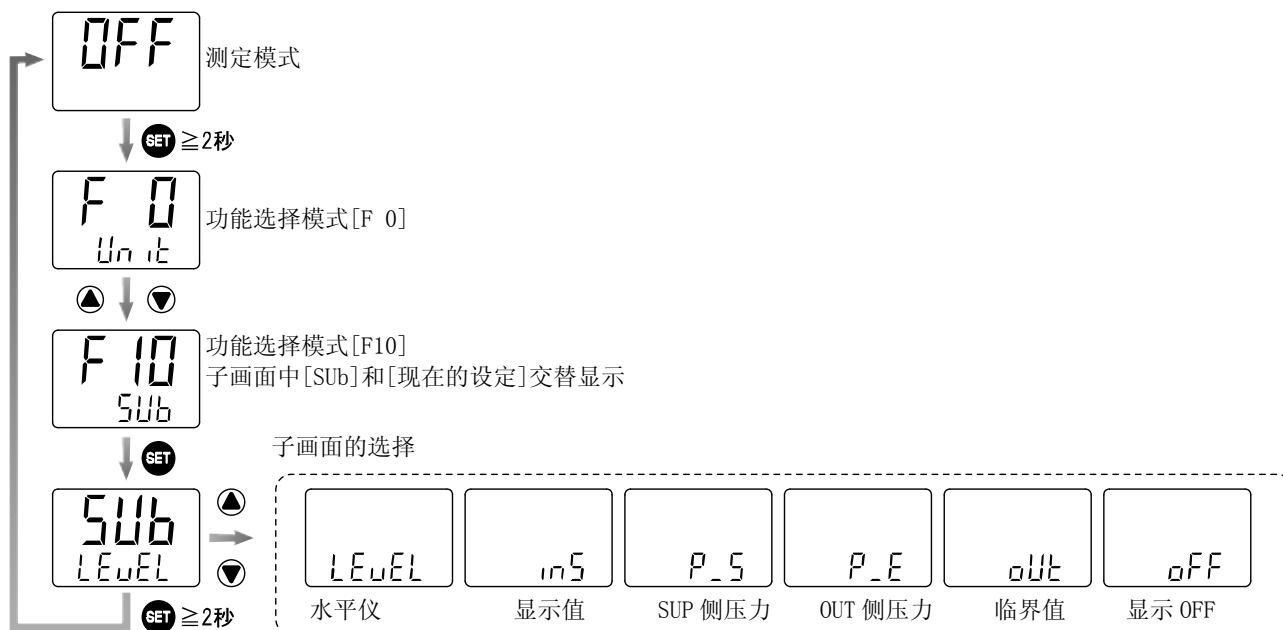 OFF
测定模式
SET ≧2秒
F 0
Unit
功能选择模式[F 0]
F10
SUb
功能选择模式[F10]
子画面中[SUb]和[现在的设定]交替显示
SET
子画面的选择
SUb
LEvEL
SET ≧2秒
LEvEL
inS
P_S
P_E
oUt
oFF
水平仪
显示值
SUP 侧压力
OUT 侧压力
临界值
显示 OFF